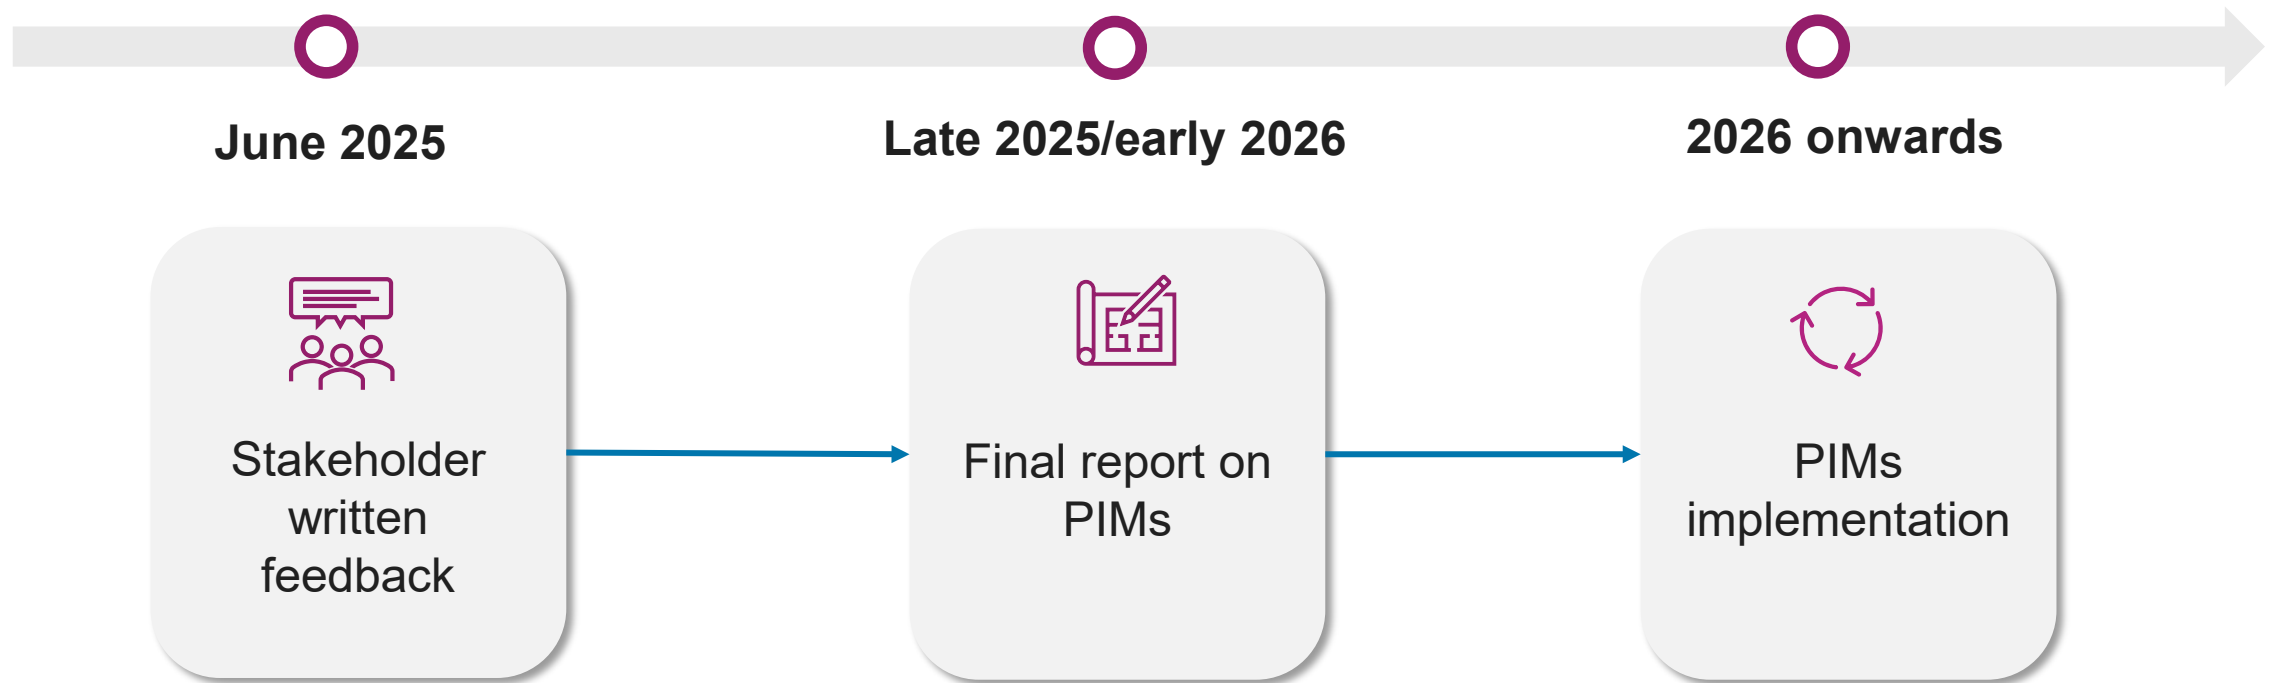 June 2025
Late 2025/early 2026
2026 onwards
Stakeholder
written
feedback
Final report on
PIMs
PIMs
implementation